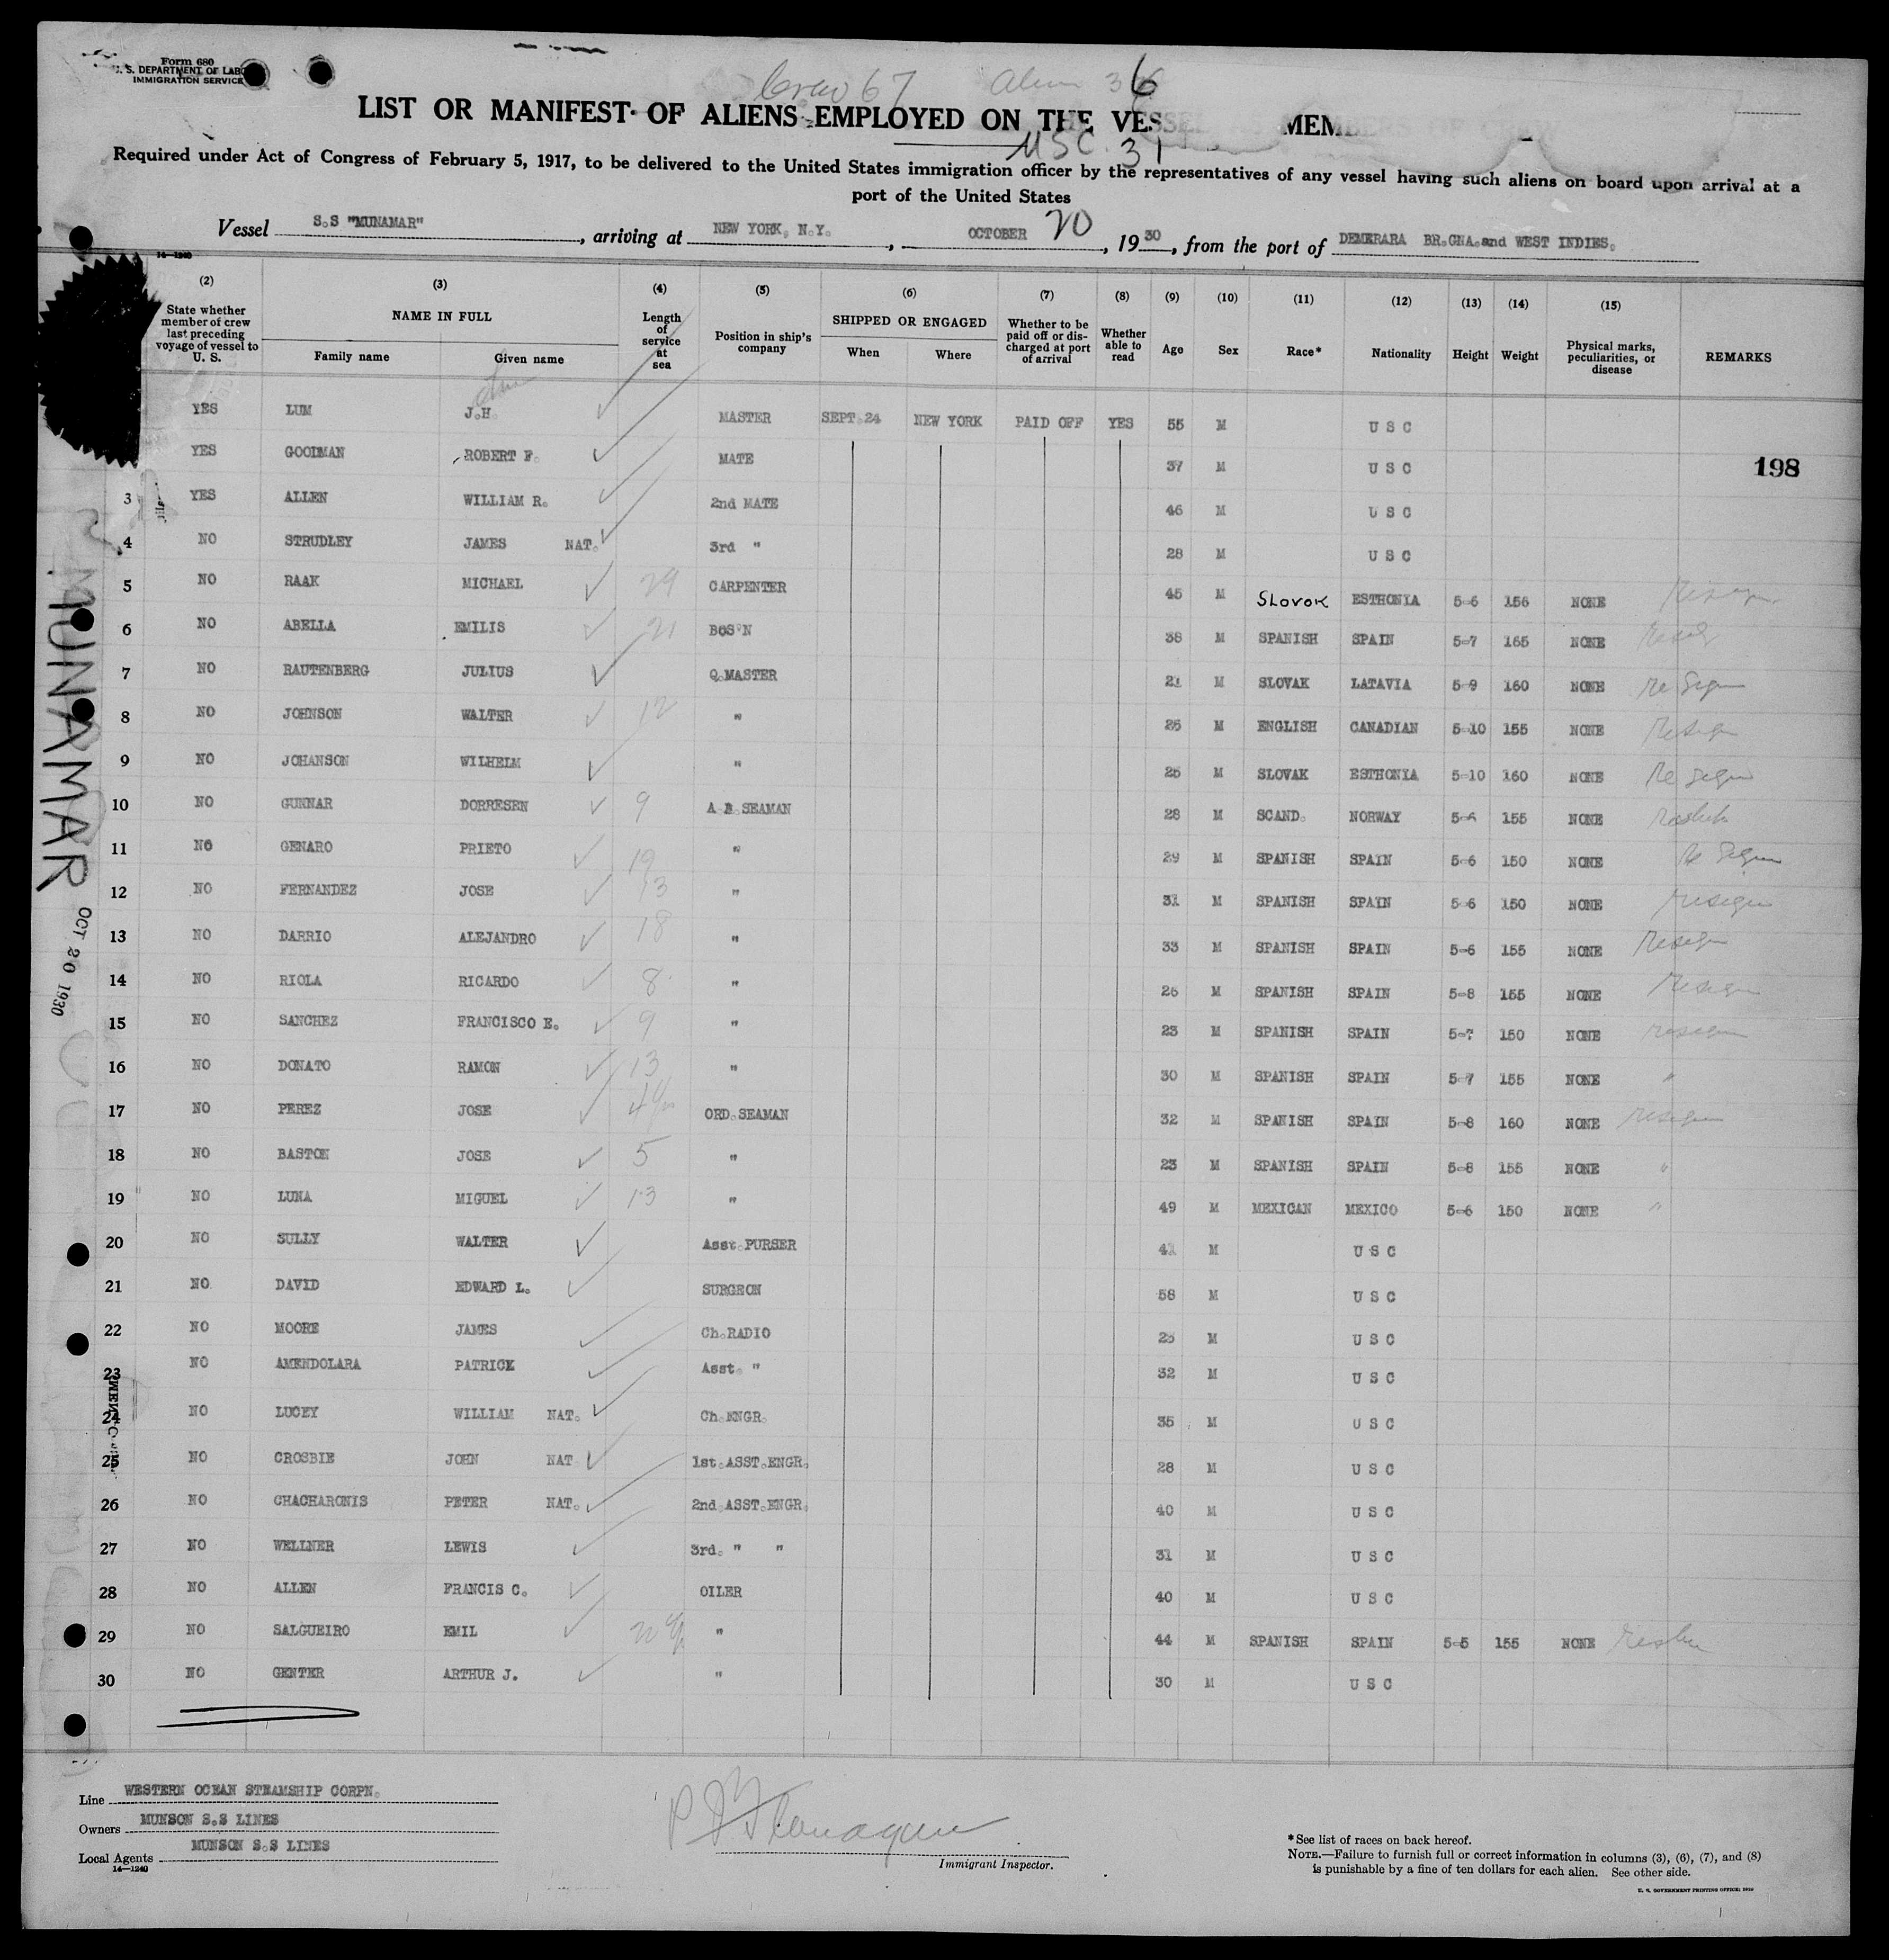 Form 680
U. S. DEPARTMENT OF LABOR
IMMIGRATION SERVICE
Crew 67 Alien 36
LIST OR MANIFEST OF ALIENS EMPLOYED ON THE VESSEL MEMBERS OF
USC. 31
Required under Act of Congress of February 5, 1917, to be delivered to the United States immigration officer by the representatives of any vessel having such aliens on board upon arrival at a
port of the United States
Vessel S.S "MUNAMAR", arriving at NEW YORK, N.Y., OCTOBER 20, 1930, from the port of DEMERARA BR.GNA.and WEST INDIES.
14—1240
(2) (3) (4) (5) (6) (7) (8) (9) (10) (11) (12) (13) (14) (15)
State whether member of crew last preceding voyage of vessel to U. S. | NAME IN FULL Family name Given name | Length of service at sea | Position in ship's company | SHIPPED OR ENGAGED When Where | Whether to be paid off or discharged at port of arrival | Whether able to read | Age | Sex | Race* | Nationality | Height | Weight | Physical marks, peculiarities, or disease | REMARKS
YES LUM J.H. MASTER SEPT.24 NEW YORK PAID OFF YES 55 M U S C
YES GOODMAN ROBERT F. MATE 37 M U S C
198
3 YES ALLEN WILLIAM R. 2nd MATE 46 M U S C
4 NO STRUDLEY JAMES NAT. 3rd " 28 M U S C
5 NO RAAK MICHAEL 29 CARPENTER 45 M SLOVOK ESTHONIA 5-6 156 NONE
6 NO ABELLA EMILIS 21 BOS'N 38 M SPANISH SPAIN 5-7 165 NONE
7 NO RAUTENBERG JULIUS Q.MASTER 21 M SLOVAK LATAVIA 5-9 160 NONE Resign
8 NO JOHNSON WALTER 12 " 26 M ENGLISH CANADIAN 5-10 155 NONE Resign
9 NO JOHANSON WILHELM " 25 M SLOVAK ESTHONIA 5-10 160 NONE Resign
10 NO GUNNAR DORRESEN 9 A B SEAMAN 28 M SCAND. NORWAY 5-6 155 NONE
11 NO GENARO PRIETO 19 " 29 M SPANISH SPAIN 5-6 150 NONE Resign
12 NO FERNANDEZ JOSE 13 " 31 M SPANISH SPAIN 5-6 150 NONE resign
13 NO DARRIO ALEJANDRO 18 " 33 M SPANISH SPAIN 5-6 155 NONE Resign
14 NO RIOLA RICARDO 8 " 26 M SPANISH SPAIN 5-8 155 NONE Resign
15 NO SANCHEZ FRANCISCO E. 9 " 23 M SPANISH SPAIN 5-7 150 NONE resign
16 NO DONATO RAMON 13 " 30 M SPANISH SPAIN 5-7 155 NONE "
17 NO PEREZ JOSE ORD.SEAMAN 32 M SPANISH SPAIN 5-8 160 NONE resign
18 NO BASTON JOSE 5 " 23 M SPANISH SPAIN 5-8 155 NONE "
19 NO LUNA MIGUEL 13 " 49 M MEXICAN MEXICO 5-6 150 NONE "
20 NO SULLY WALTER Asst.PURSER 41 M U S C
21 NO. DAVID EDWARD L. SURGEON 58 M U S C
22 NO MOORE JAMES Ch.RADIO 25 M U S C
23 NO AMENDOLARA PATRICK Asst. " 32 M U S C
24 NO LUCEY WILLIAM NAT. Ch.ENGR. 35 M U S C
25 NO CROSBIE JOHN NAT 1st.ASST.ENGR. 28 M U S C
26 NO CHACHARONIS PETER NAT. 2nd.ASST.ENGR. 40 M U S C
27 NO WELLNER LEWIS 3rd. " " 31 M U S C
28 NO ALLEN FRANCIS C. OILER 40 M U S C
29 NO SALGUEIRO EMIL " 44 M SPANISH SPAIN 5-5 155 NONE
30 NO GENTER ARTHUR J. " 30 M U S C
MUNAMAR
OCT 20 1930
Line WESTERN OCEAN STEAMSHIP CORPN.
Owners MUNSON S.S LINES
Local Agents MUNSON S.S LINES
14—1240
P J Flanagan
Immigrant Inspector.
*See list of races on back hereof.
NOTE.—Failure to furnish full or correct information in columns (3), (6), (7), and (8)
is punishable by a fine of ten dollars for each alien. See other side.
U. S. GOVERNMENT PRINTING OFFICE: